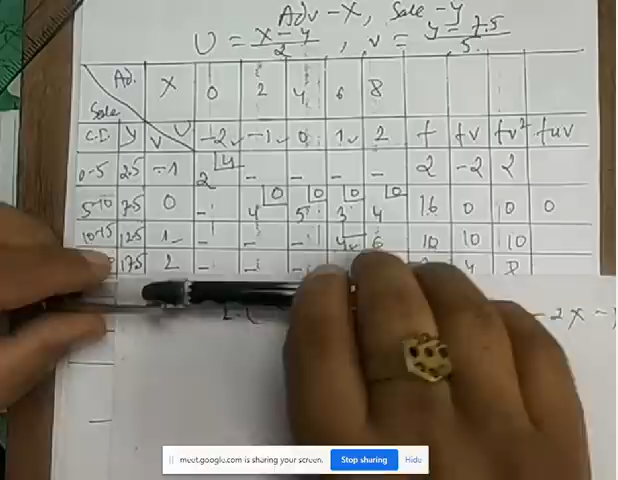 Adv - X, Sale - y
U = x - 4 / 2 , v = y - 7.5 / 5
Ad. X 0 2 4 6 8
Sale
C.I. y v U -2 -1 0 1 2 f fv fv² fuv
0-5 2.5 -1 2 4 - - - - 2 -2 2
5-10 7.5 0 - 4 0 5 0 3 0 4 0 16 0 0 0
10-15 12.5 1 - - - 4 6 10 10 10
17.5 2 - - - 4 8
- 2 x -
meet.google.com is sharing your screen. Stop sharing Hide